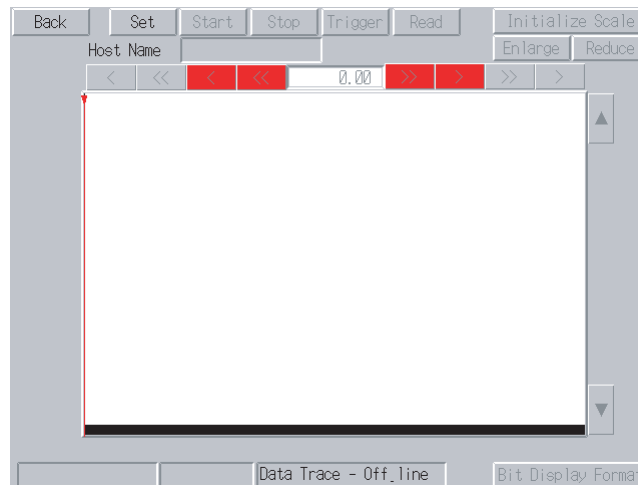 Back Set Start Stop Trigger Read Initialize Scale
Host Name Enlarge Reduce
< << < << 0.00 >> > >> >
Data Trace - Off_line Bit Display Forma